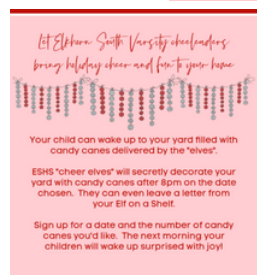 Let Elkhorn South Varsity cheerleaders
bring holiday cheer and fun to your home
Your child can wake up to your yard filled with
candy canes delivered by the "elves".
ESHS "cheer elves" will secretly decorate your
yard with candy canes after 8pm on the date
chosen. They can even leave a letter from
your Elf on a Shelf.
Sign up for a date and the number of candy
canes you'd like. The next morning your
children will wake up surprised with joy!